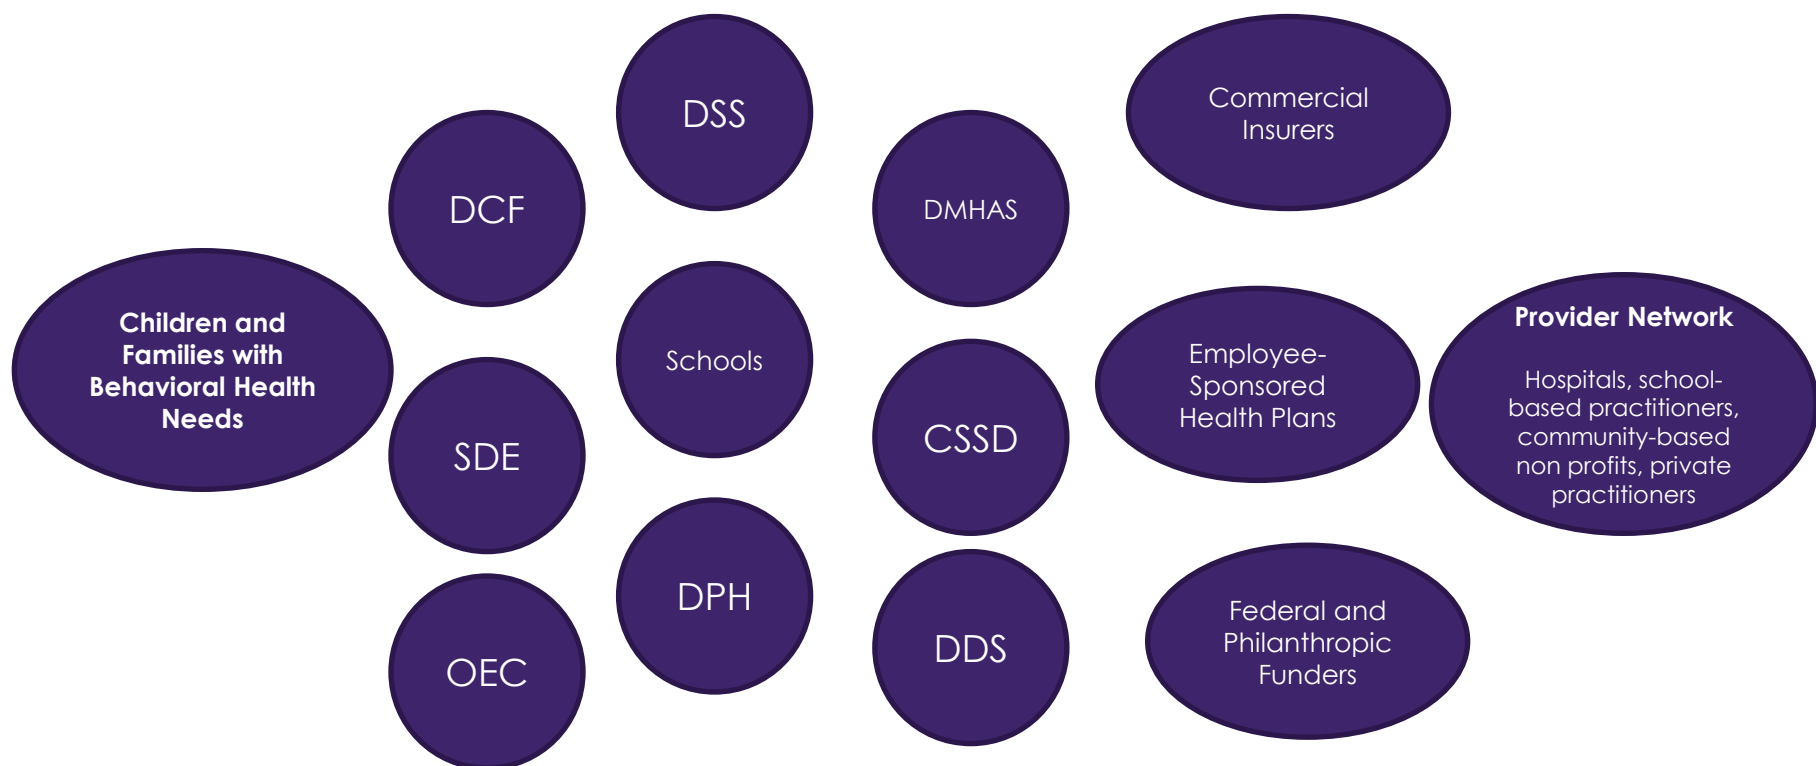 Children and
Families with
Behavioral Health
Needs
DCF
SDE
OEC
DSS
Schools
DPH
DMHAS
CSSD
DDS
Commercial
Insurers
Employee-
Sponsored
Health Plans
Federal and
Philanthropic
Funders
Provider Network
Hospitals, school-
based practitioners,
community-based
non profits, private
practitioners